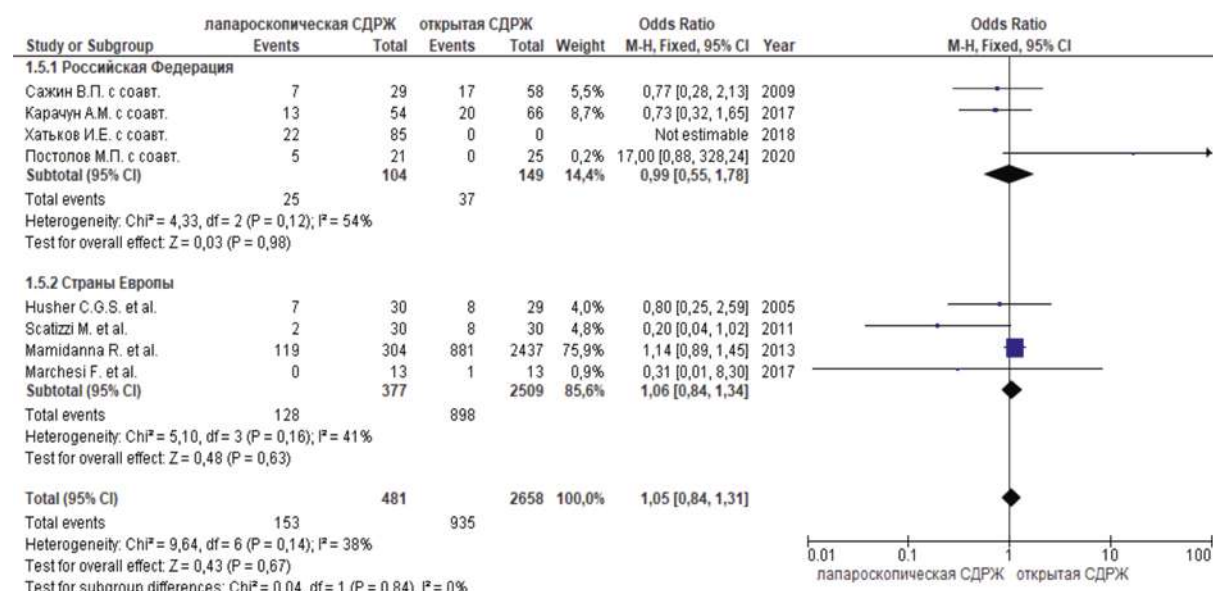 лапароскопическая СДРЖ открытая СДРЖ Odds Ratio Odds Ratio
Study or Subgroup Events Total Events Total Weight M-H, Fixed, 95% CI Year M-H, Fixed, 95% CI
1.5.1 Российская Федерация
Сажин В.П. с соавт. 7 29 17 58 5,5% 0,77 [0,28, 2,13] 2009
Карачун А.М. с соавт. 13 54 20 66 8,7% 0,73 [0,32, 1,65] 2017
Хатьков И.Е. с соавт. 22 85 0 0 Not estimable 2018
Постолов М.П. с соавт. 5 21 0 25 0,2% 17,00 [0,88, 328,24] 2020
Subtotal (95% CI) 104 149 14,4% 0,99 [0,55, 1,78]
Total events 25 37
Heterogeneity: Chi² = 4,33, df = 2 (P = 0,12); I² = 54%
Test for overall effect: Z = 0,03 (P = 0,98)
1.5.2 Страны Европы
Husher C.G.S. et al. 7 30 8 29 4,0% 0,80 [0,25, 2,59] 2005
Scatizzi M. et al. 2 30 8 30 4,8% 0,20 [0,04, 1,02] 2011
Mamidanna R. et al. 119 304 881 2437 75,9% 1,14 [0,89, 1,45] 2013
Marchesi F. et al. 0 13 1 13 0,9% 0,31 [0,01, 8,30] 2017
Subtotal (95% CI) 377 2509 85,6% 1,06 [0,84, 1,34]
Total events 128 898
Heterogeneity: Chi² = 5,10, df = 3 (P = 0,16); I² = 41%
Test for overall effect: Z = 0,48 (P = 0,63)
Total (95% CI) 481 2658 100,0% 1,05 [0,84, 1,31]
Total events 153 935
Heterogeneity: Chi² = 9,64, df = 6 (P = 0,14); I² = 38%
Test for overall effect: Z = 0,43 (P = 0,67)
Test for subgroup differences: Chi² = 0,04, df = 1 (P = 0,84), I² = 0%
0.01 0.1 1 10 100
лапароскопическая СДРЖ открытая СДРЖ